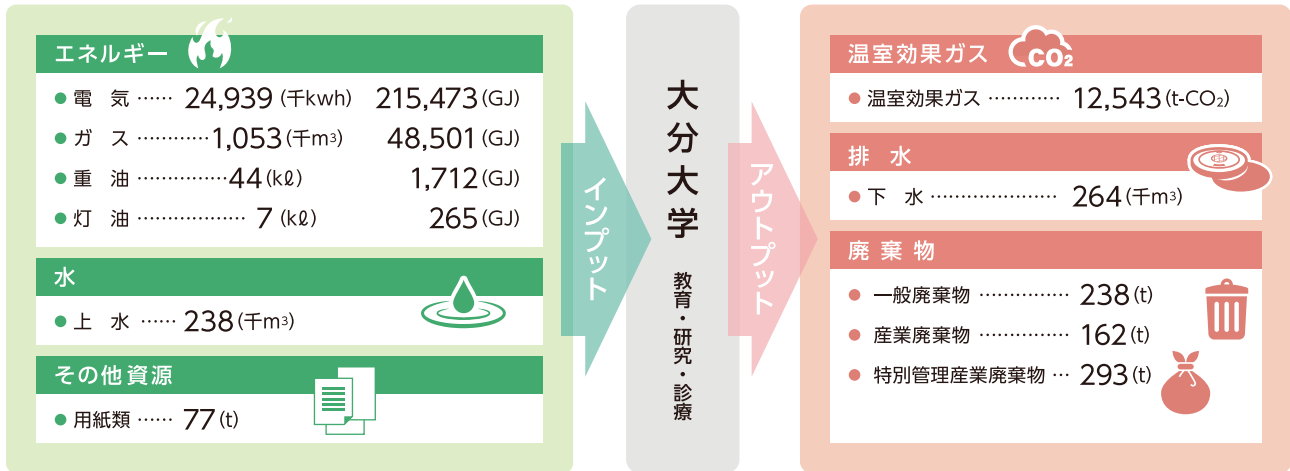 エネルギー
● 電 気 …… 24,939 (千kwh) 215,473 (GJ)
● ガ ス ………… 1,053 (千m3) 48,501 (GJ)
● 重 油 ………… 44 (kℓ) 1,712 (GJ)
● 灯 油 ………… 7 (kℓ) 265 (GJ)
水
● 上 水 …… 238 (千m3)
その他資源
● 用紙類 …… 77 (t)
インプット
大分大学
教育・研究・診療
アウトプット
温室効果ガス
CO2
● 温室効果ガス ………… 12,543 (t-CO2)
排 水
● 下 水 ………… 264 (千m3)
廃棄物
● 一般廃棄物 ………… 238 (t)
● 産業廃棄物 ………… 162 (t)
● 特別管理産業廃棄物 … 293 (t)